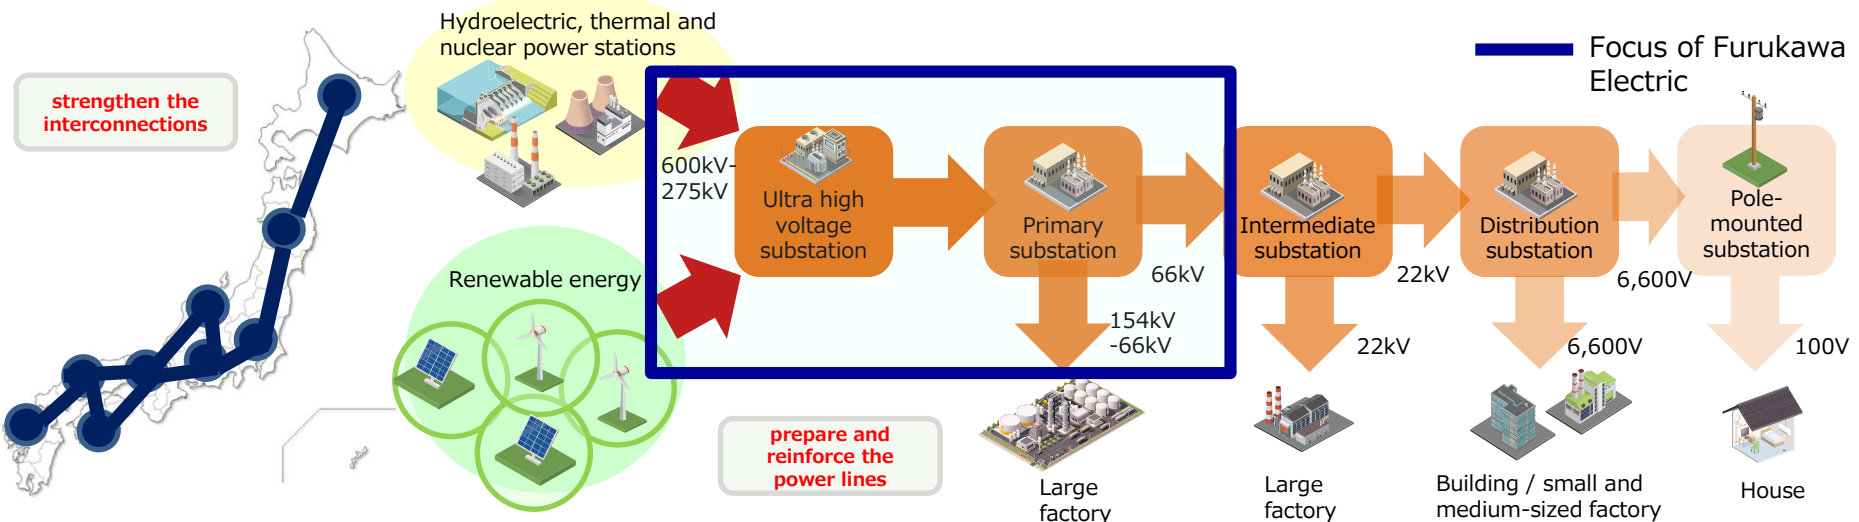 Hydroelectric, thermal and
nuclear power stations
Focus of Furukawa
Electric
strengthen the
interconnections
600kV-
275kV
Ultra high
voltage
substation
Primary
substation
66kV
154kV
-66kV
Intermediate
substation
22kV
22kV
Distribution
substation
6,600V
6,600V
Pole-
mounted
substation
100V
Renewable energy
prepare and
reinforce the
power lines
Large
factory
Large
factory
Building / small and
medium-sized factory
House